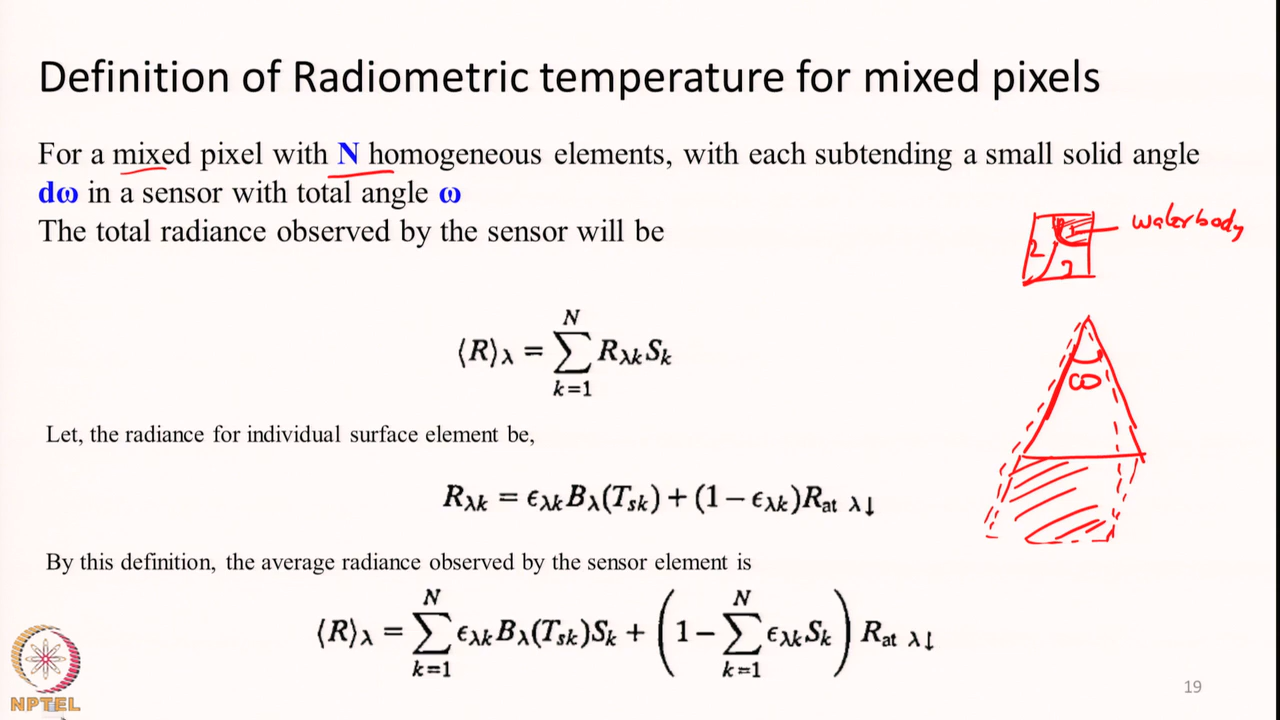 Definition of Radiometric temperature for mixed pixels
For a mixed pixel with N homogeneous elements, with each subtending a small solid angle
dω in a sensor with total angle ω
The total radiance observed by the sensor will be
waterbody
1
2
3
⟨R⟩λ = ∑_{k=1}^{N} R_{λk} S_k
ω
Let, the radiance for individual surface element be,
R_{λk} = ϵ_{λk} B_λ(T_{sk}) + (1 − ϵ_{λk}) R_{at λ↓}
By this definition, the average radiance observed by the sensor element is
⟨R⟩λ = ∑_{k=1}^{N} ϵ_{λk} B_λ(T_{sk}) S_k + (1 − ∑_{k=1}^{N} ϵ_{λk} S_k) R_{at λ↓}
NPTEL
19